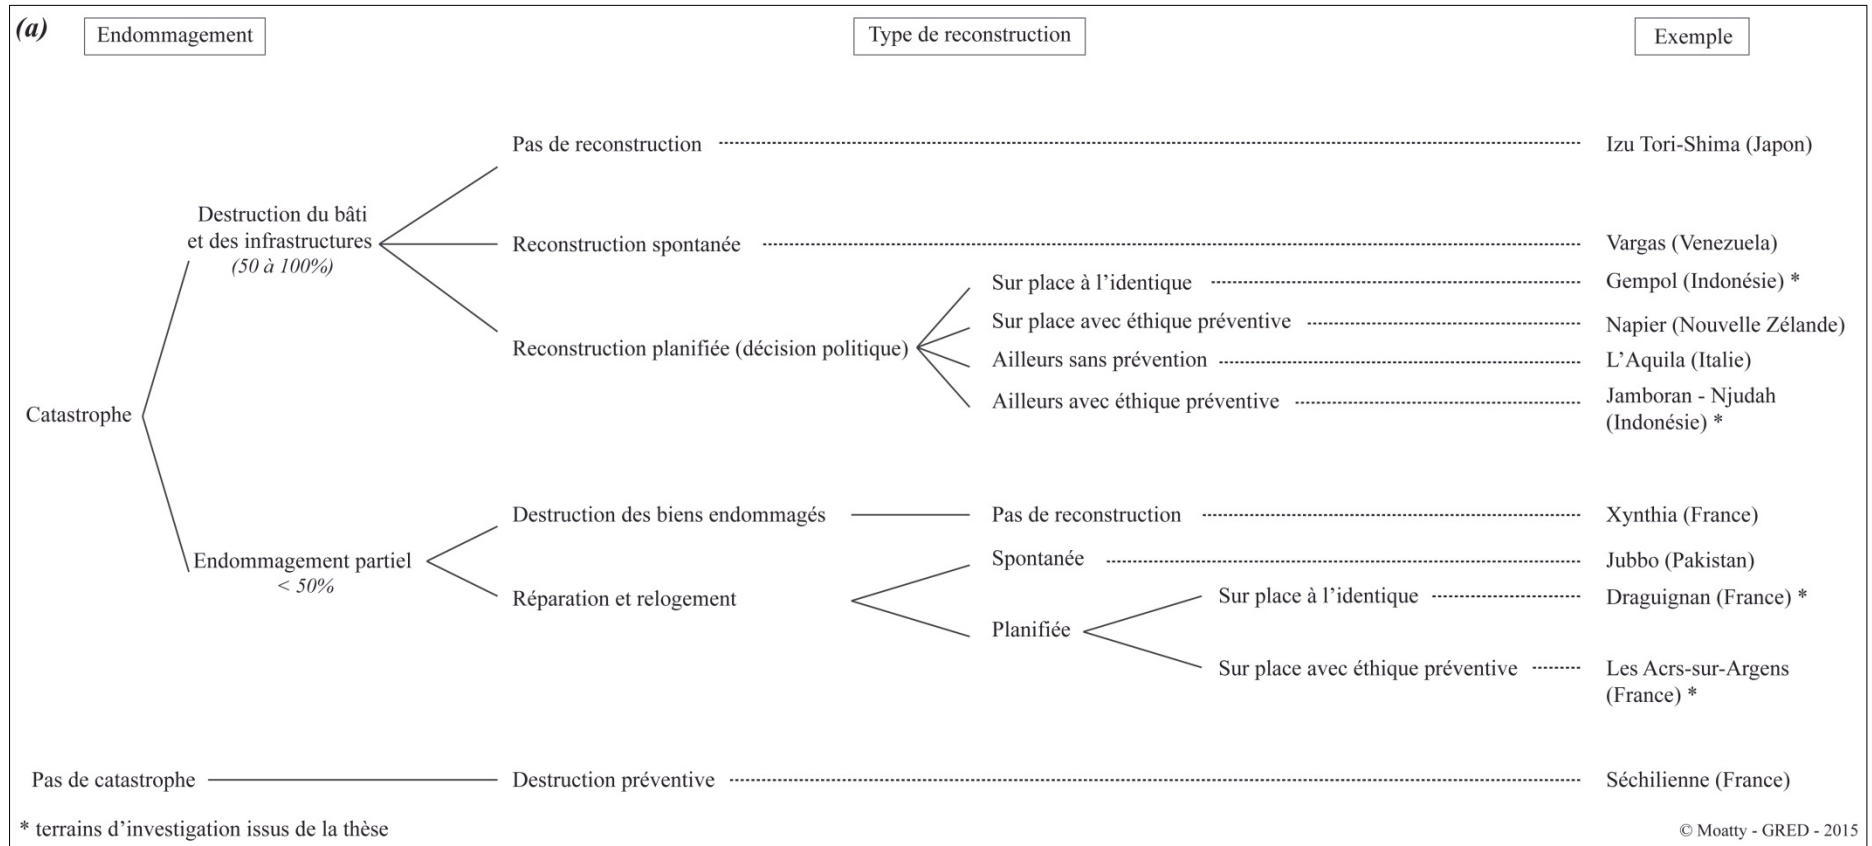 (a)
Endommagement
Type de reconstruction
Exemple
Pas de reconstruction
Izu Tori-Shima (Japon)
Destruction du bâti
et des infrastructures
(50 à 100%)
Reconstruction spontanée
Vargas (Venezuela)
Sur place à l'identique
Gempol (Indonésie) *
Sur place avec éthique préventive
Napier (Nouvelle Zélande)
Reconstruction planifiée (décision politique)
Ailleurs sans prévention
L'Aquila (Italie)
Ailleurs avec éthique préventive
Jamboran - Njudah
(Indonésie) *
Catastrophe
Destruction des biens endommagés
Pas de reconstruction
Xynthia (France)
Endommagement partiel
< 50%
Spontanée
Jubbo (Pakistan)
Réparation et relogement
Sur place à l'identique
Draguignan (France) *
Planifiée
Sur place avec éthique préventive
Les Acrs-sur-Argens
(France) *
Pas de catastrophe
Destruction préventive
Séchilienne (France)
* terrains d'investigation issus de la thèse
© Moatty - GRED - 2015